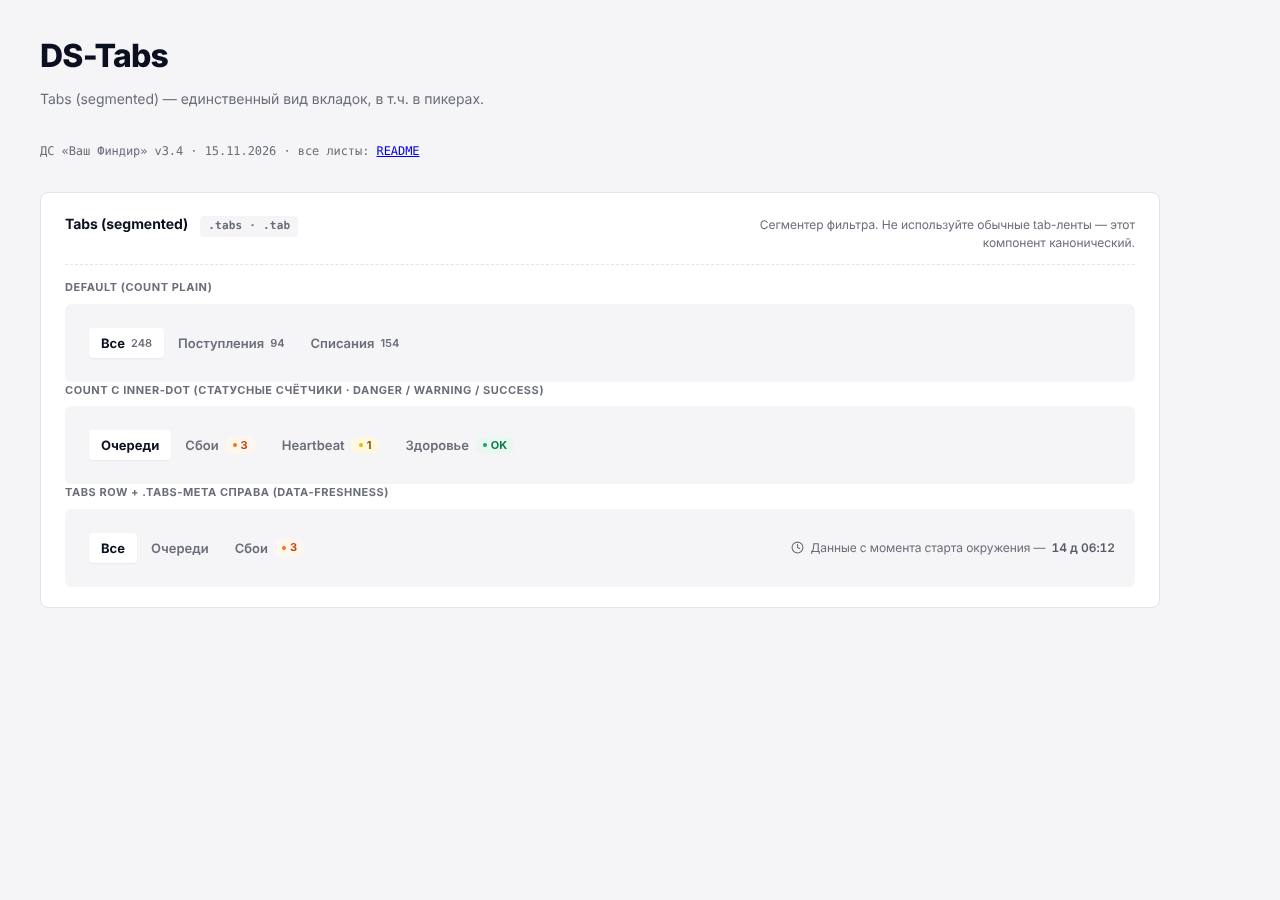 DS-Tabs
Tabs (segmented) — единственный вид вкладок, в т.ч. в пикерах.
ДС «Ваш Финдир» v3.4 · 15.11.2026 · все листы: README
Tabs (segmented) .tabs · .tab
Сегментер фильтра. Не используйте обычные tab-ленты — этот
компонент канонический.
DEFAULT (COUNT PLAIN)
Все 248 Поступления 94 Списания 154
COUNT С INNER-DOT (СТАТУСНЫЕ СЧЁТЧИКИ · DANGER / WARNING / SUCCESS)
Очереди Сбои • 3 Heartbeat • 1 Здоровье • OK
TABS ROW + .TABS-META СПРАВА (DATA-FRESHNESS)
Все Очереди Сбои • 3 Данные с момента старта окружения — 14 д 06:12